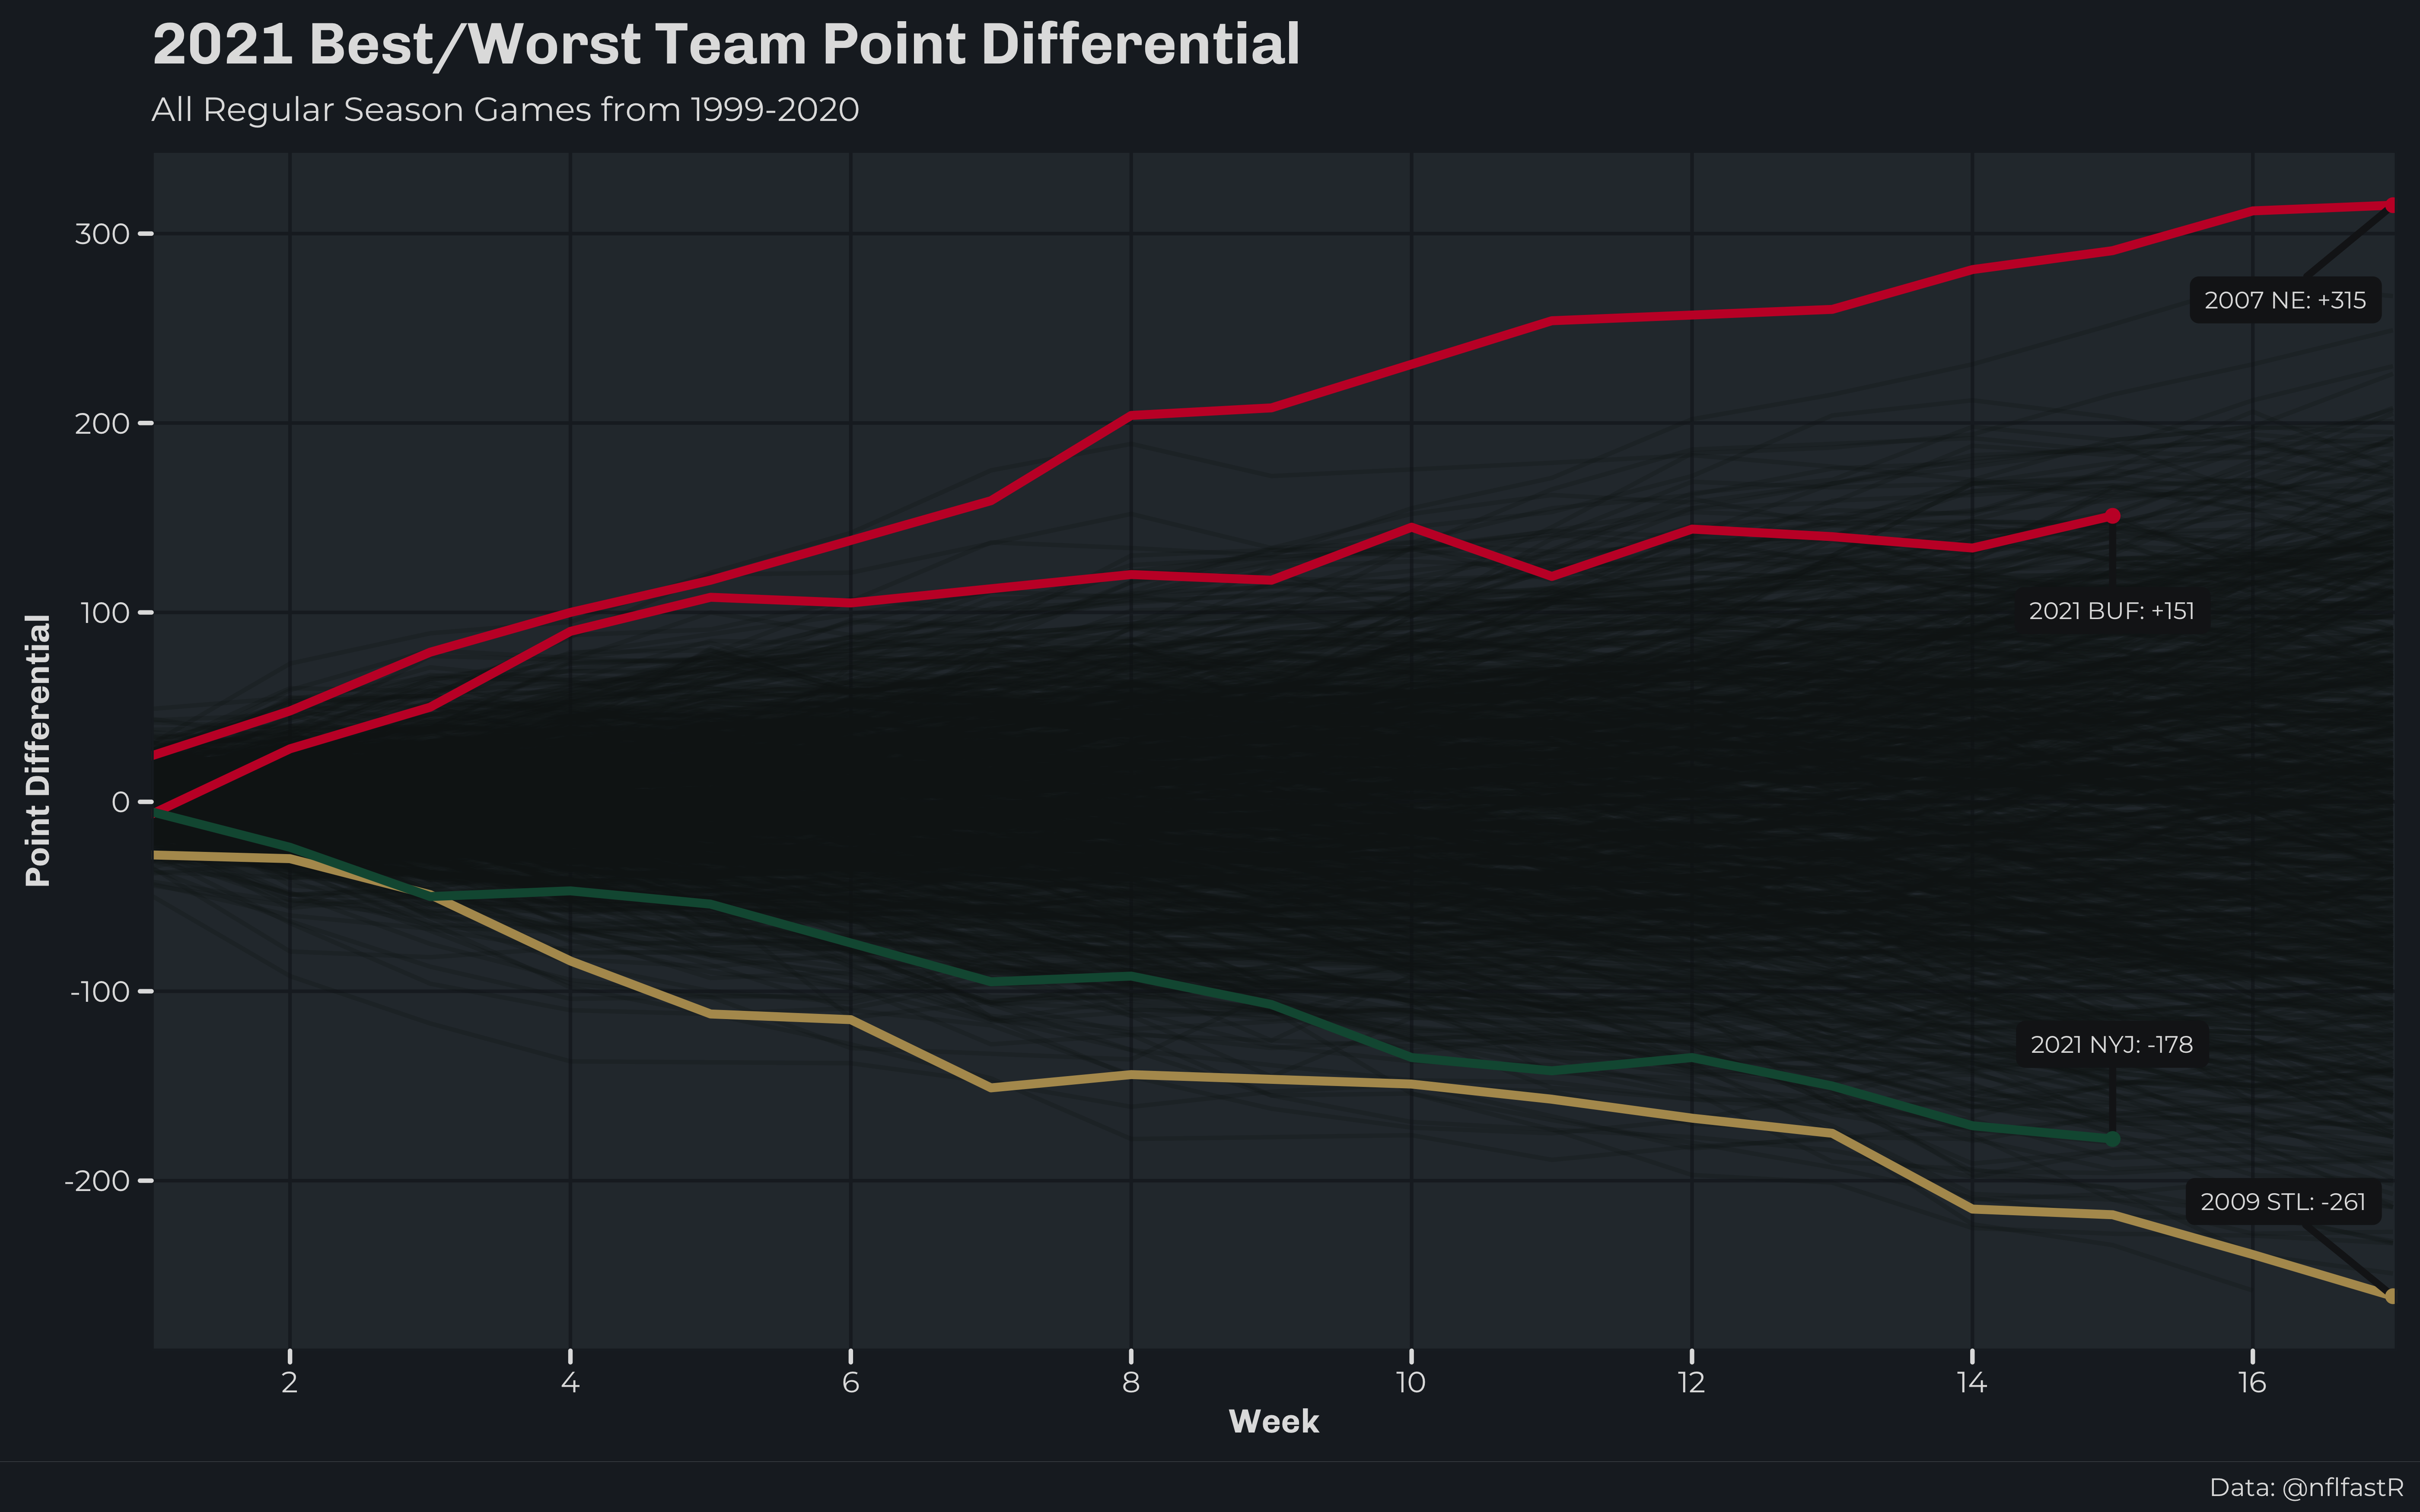 2021 Best/Worst Team Point Differential
All Regular Season Games from 1999-2020
Point Differential
300
200
100
0
-100
-200
2007 NE: +315
2021 BUF: +151
2021 NYJ: -178
2009 STL: -261
2 4 6 8 10 12 14 16
Week
Data: @nflfastR